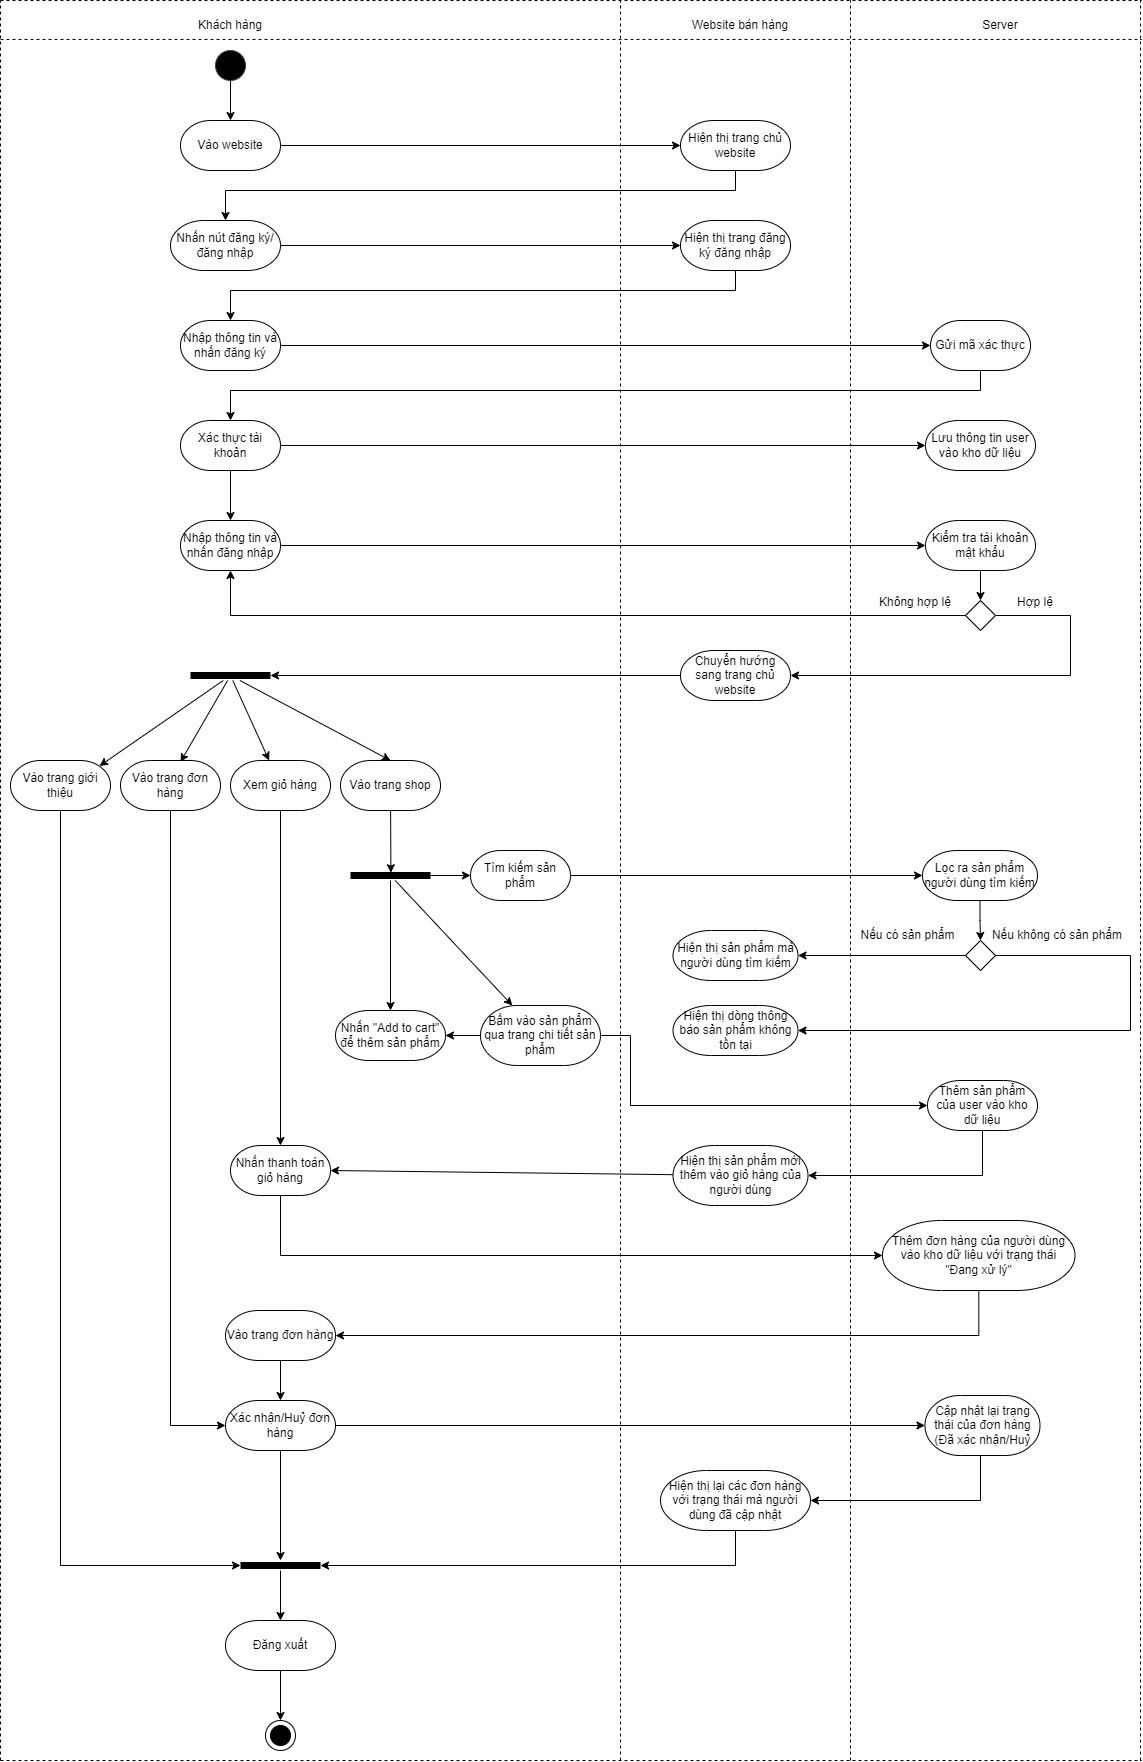 Khách hàng
Website bán hàng
Server
Vào website
Hiện thị trang chủ
website
Nhấn nút đăng ký/
đăng nhập
Hiện thị trang đăng
ký đăng nhập
Nhập thông tin và
nhấn đăng ký
Gửi mã xác thực
Xác thực tài
khoản
Lưu thông tin user
vào kho dữ liệu
Nhập thông tin và
nhấn đăng nhập
Kiểm tra tài khoản
mật khẩu
Không hợp lệ
Hợp lệ
Chuyển hướng
sang trang chủ
website
Vào trang giới
thiệu
Vào trang đơn
hàng
Xem giỏ hàng
Vào trang shop
Tìm kiếm sản
phẩm
Lọc ra sản phẩm
người dùng tìm kiếm
Nếu có sản phẩm
Nếu không có sản phẩm
Hiện thị sản phẩm mà
người dùng tìm kiếm
Hiện thị dòng thông
báo sản phẩm không
tồn tại
Nhấn "Add to cart"
để thêm sản phẩm
Bấm vào sản phẩm
qua trang chi tiết sản
phẩm
Thêm sản phẩm
của user vào kho
dữ liệu
Nhấn thanh toán
giỏ hàng
Hiện thị sản phẩm mới
thêm vào giỏ hàng của
người dùng
Thêm đơn hàng của người dùng
vào kho dữ liệu với trạng thái
"Đang xử lý"
Vào trang đơn hàng
Xác nhận/Huỷ đơn
hàng
Cập nhật lại trạng
thái của đơn hàng
(Đã xác nhận/Huỷ
Hiện thị lại các đơn hàng
với trạng thái mà người
dùng đã cập nhật
Đăng xuất